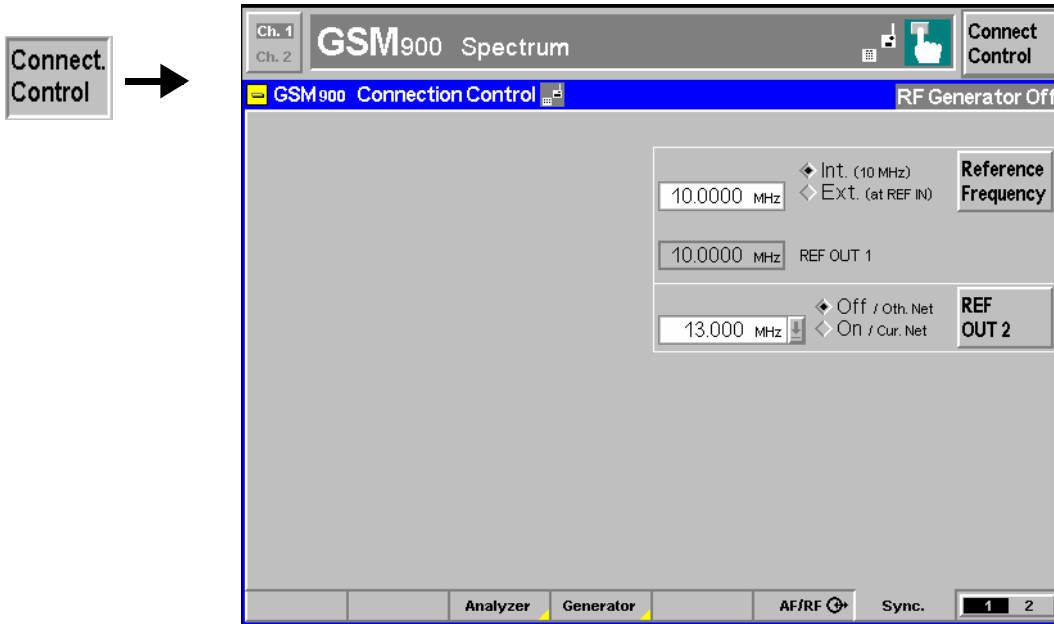 Connect.
Control
Ch. 1
Ch. 2
GSM900 Spectrum
Connect
Control
GSM900 Connection Control
RF Generator Off
10.0000 MHz
Int. (10 MHz)
Ext. (at REF IN)
Reference
Frequency
10.0000 MHz REF OUT 1
13.000 MHz
Off / Oth. Net
On / Cur. Net
REF
OUT 2
Analyzer Generator AF/RF Sync. 1 2